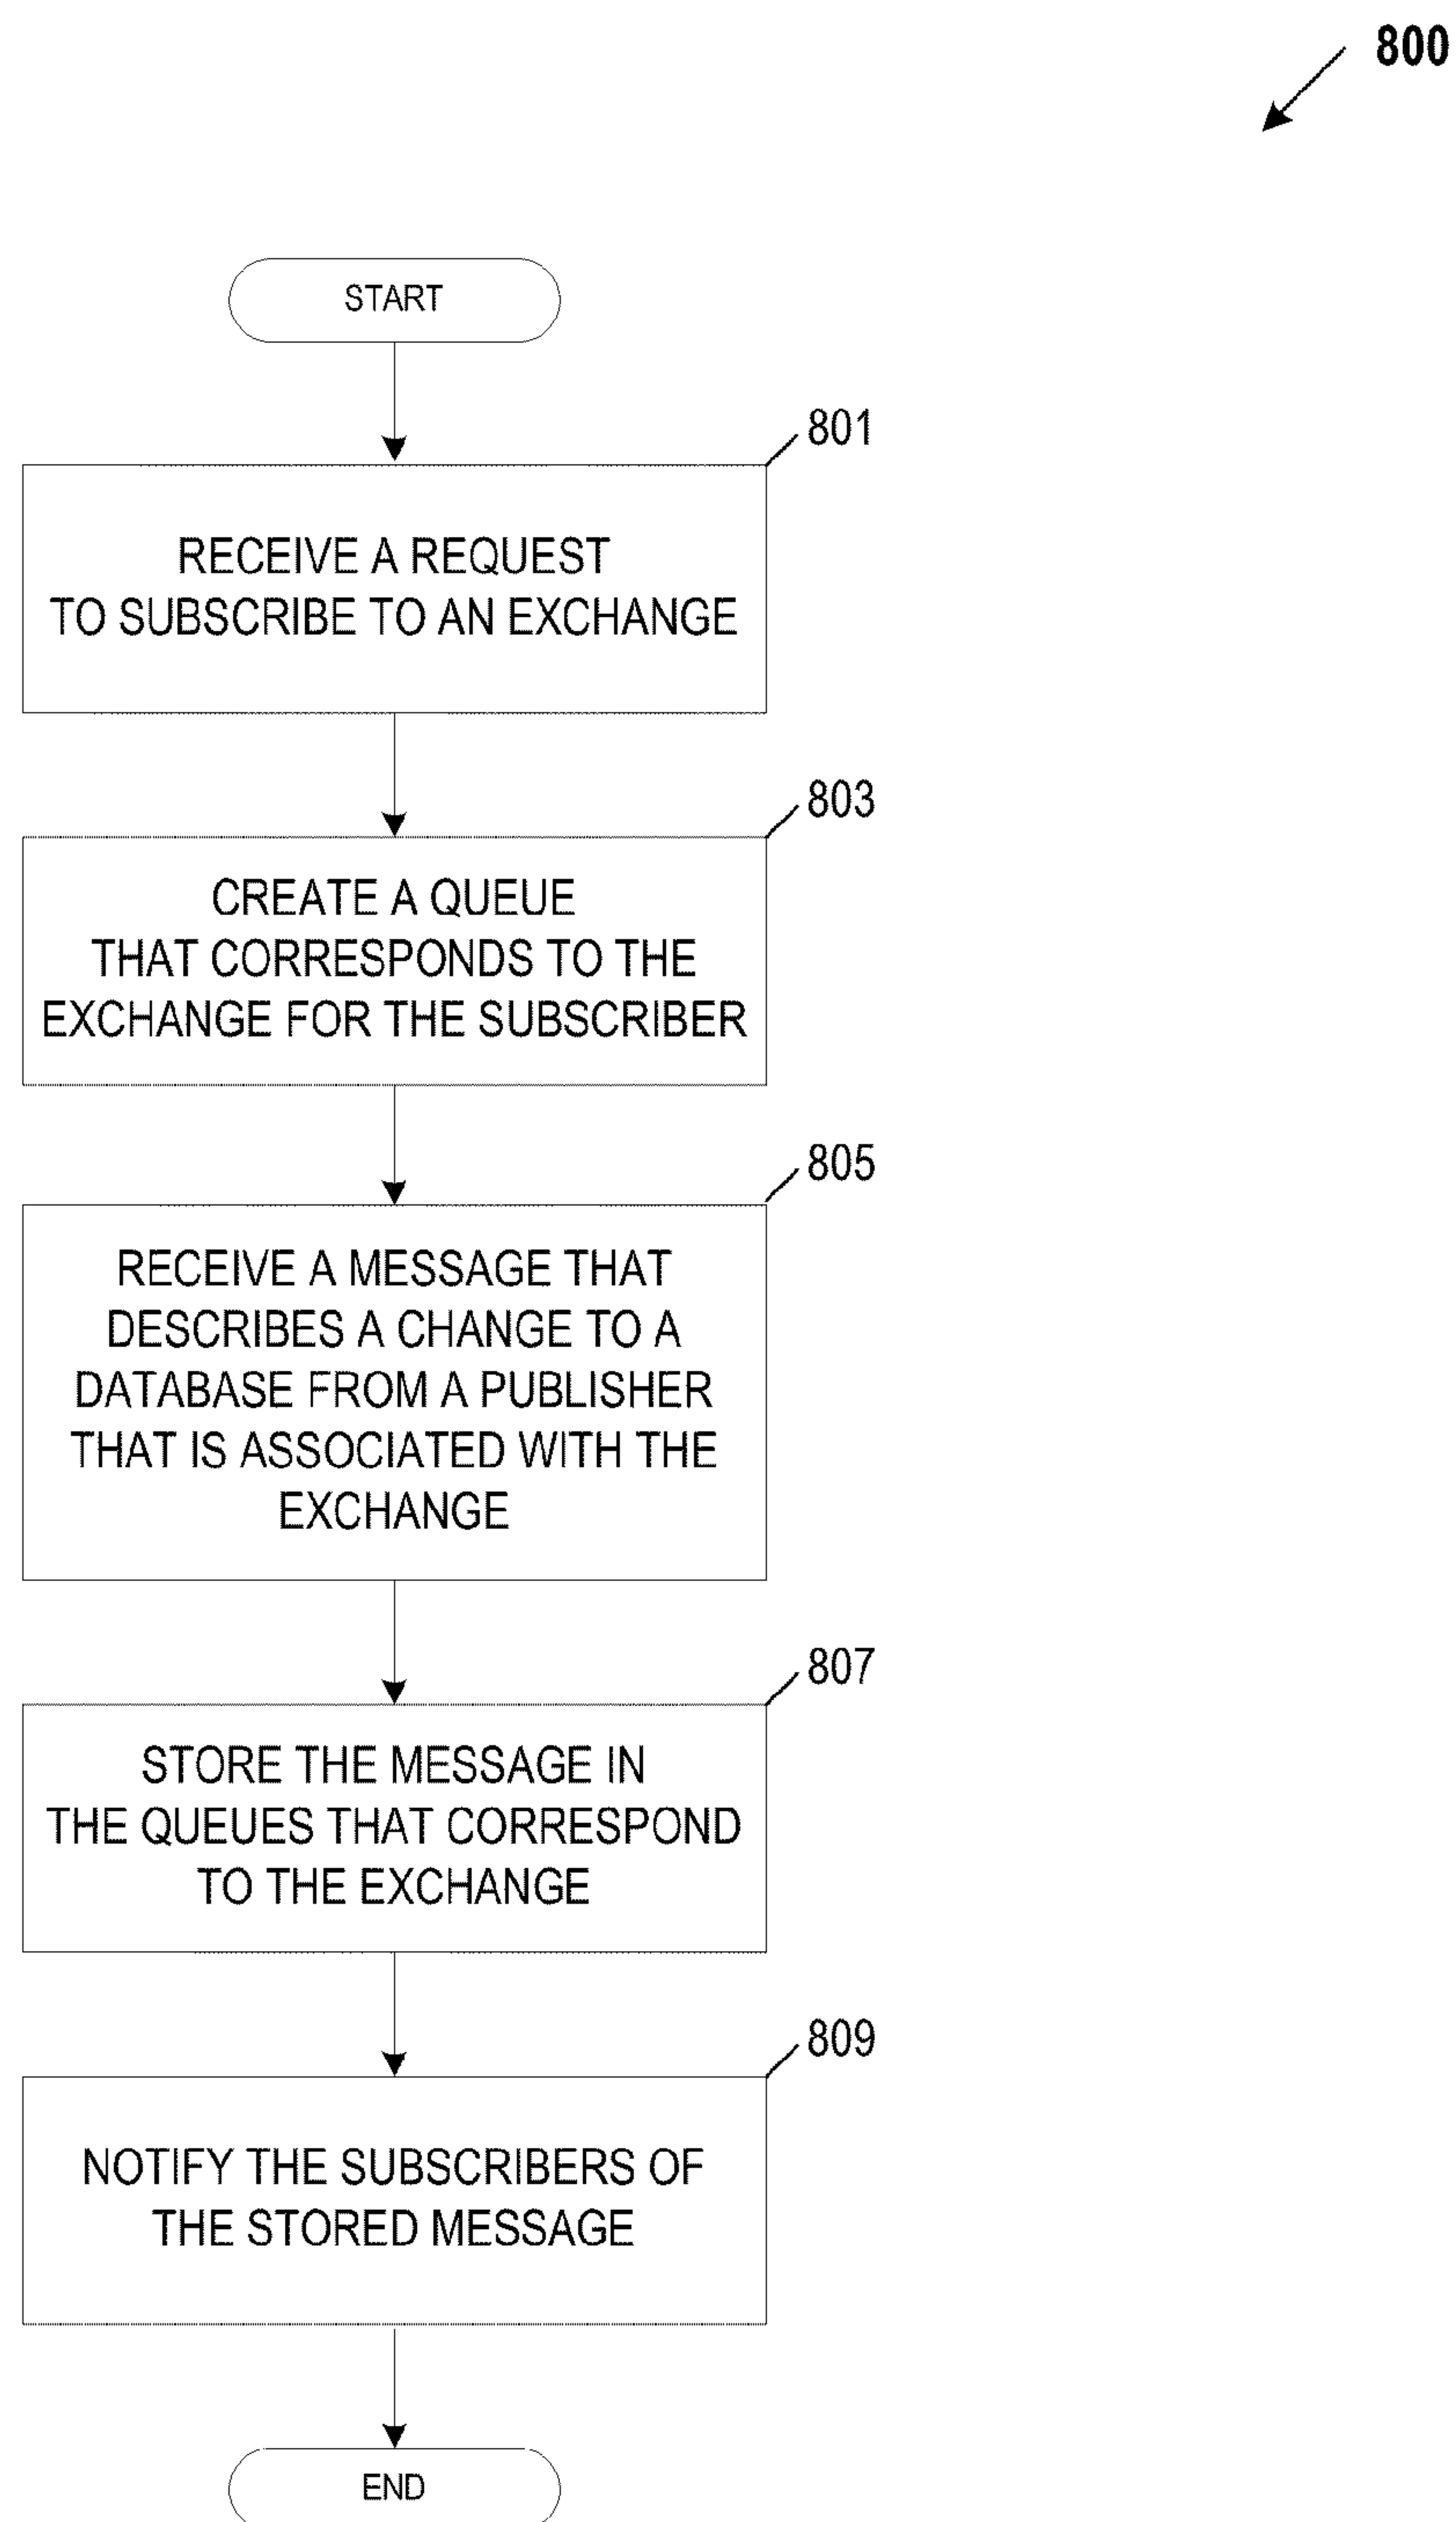 800
START
801
RECEIVE A REQUEST
TO SUBSCRIBE TO AN EXCHANGE
803
CREATE A QUEUE
THAT CORRESPONDS TO THE
EXCHANGE FOR THE SUBSCRIBER
805
RECEIVE A MESSAGE THAT
DESCRIBES A CHANGE TO A
DATABASE FROM A PUBLISHER
THAT IS ASSOCIATED WITH THE
EXCHANGE
807
STORE THE MESSAGE IN
THE QUEUES THAT CORRESPOND
TO THE EXCHANGE
809
NOTIFY THE SUBSCRIBERS OF
THE STORED MESSAGE
END